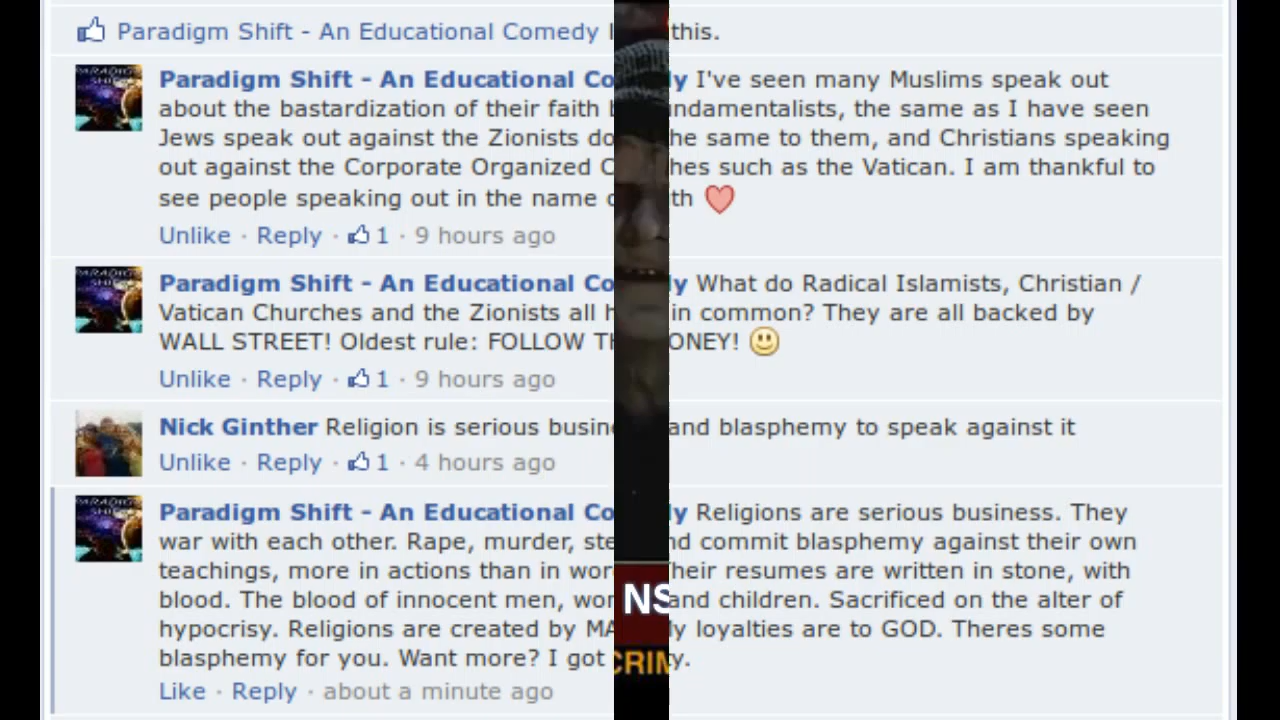 Paradigm Shift - An Educational Comedy this.
Paradigm Shift - An Educational Co dy I've seen many Muslims speak out
about the bastardization of their faith ndamentalists, the same as I have seen
Jews speak out against the Zionists do he same to them, and Christians speaking
out against the Corporate Organized C hes such as the Vatican. I am thankful to
see people speaking out in the name th
Unlike · Reply · 1 · 9 hours ago
Paradigm Shift - An Educational Co dy What do Radical Islamists, Christian /
Vatican Churches and the Zionists all h in common? They are all backed by
WALL STREET! Oldest rule: FOLLOW TH ONEY!
Unlike · Reply · 1 · 9 hours ago
Nick Ginther Religion is serious busin and blasphemy to speak against it
Unlike · Reply · 1 · 4 hours ago
Paradigm Shift - An Educational Co dy Religions are serious business. They
war with each other. Rape, murder, ste nd commit blasphemy against their own
teachings, more in actions than in wor Their resumes are written in stone, with
blood. The blood of innocent men, wor NS and children. Sacrificed on the alter of
hypocrisy. Religions are created by MA ly loyalties are to GOD. Theres some
blasphemy for you. Want more? I got CRIM y.
Like · Reply · about a minute ago
PARADIGM
SHIFT